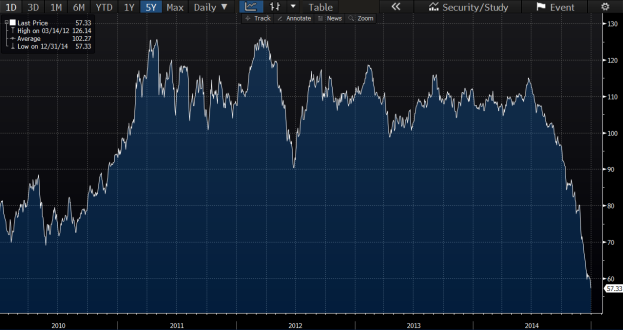 1D 3D 1M 6M YTD 1Y 5Y Max Daily ▼ Table « Security/Study Event
Track Annotate News Zoom
Last Price 57.33
High on 03/14/12 126.14
Average 102.27
Low on 12/31/14 57.33
130
120
110
100
90
80
70
60
57.33
2010 2011 2012 2013 2014